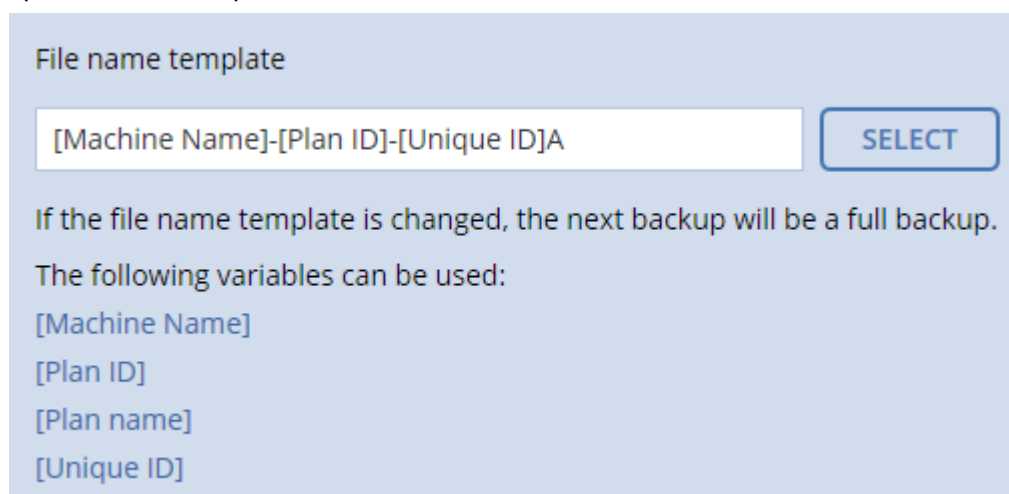 File name template
[Machine Name]-[Plan ID]-[Unique ID]A
SELECT
If the file name template is changed, the next backup will be a full backup.
The following variables can be used:
[Machine Name]
[Plan ID]
[Plan name]
[Unique ID]